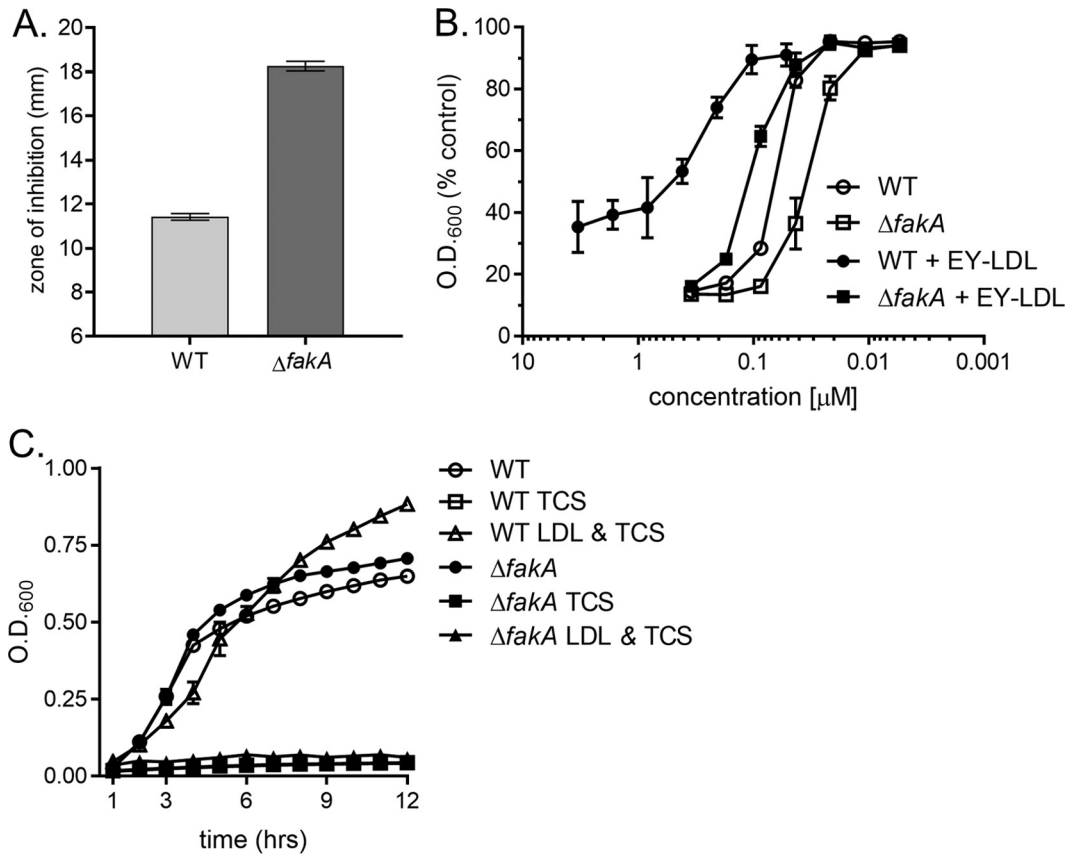 A.
zone of inhibition (mm)
20
18
16
14
12
10
8
6
WT
ΔfakA
B.
O.D.600 (% control)
100
80
60
40
20
0
10
1
0.1
0.01
0.001
concentration [μM]
WT
ΔfakA
WT + EY-LDL
ΔfakA + EY-LDL
C.
O.D.600
1.00
0.75
0.50
0.25
0.00
1
3
6
9
12
time (hrs)
WT
WT TCS
WT LDL & TCS
ΔfakA
ΔfakA TCS
ΔfakA LDL & TCS